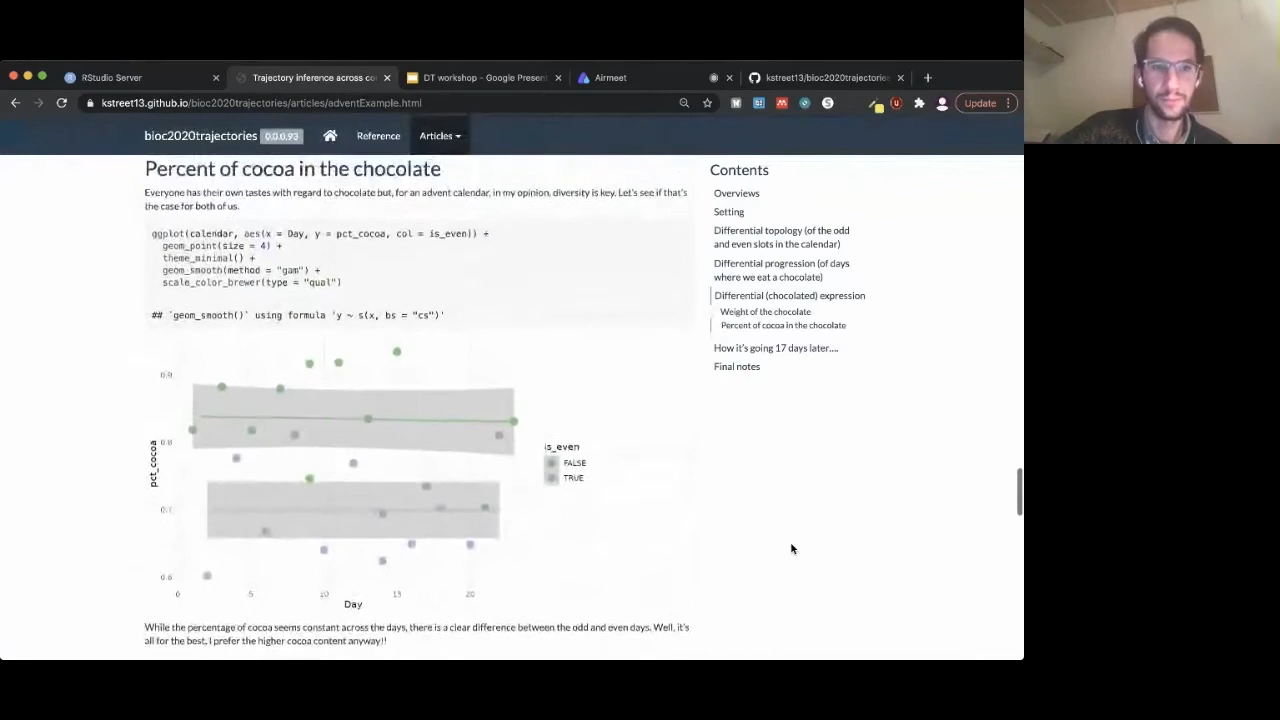 RStudio Server
Trajectory inference across co
DT workshop - Google Present
Airmeet
kstreet13/bioc2020trajectories
kstreet13.github.io/bioc2020trajectories/articles/adventExample.html
Update
bioc2020trajectories 0.0.0.93
Reference
Articles
Percent of cocoa in the chocolate
Everyone has their own tastes with regard to chocolate but, for an advent calendar, in my opinion, diversity is key. Let's see if that's
the case for both of us.
ggplot(calendar, aes(x = Day, y = pct_cocoa, col = is_even)) +
geom_point(size = 4) +
theme_minimal() +
geom_smooth(method = "gam") +
scale_color_brewer(type = "qual")
## `geom_smooth()` using formula 'y ~ s(x, bs = "cs")'
0.9
0.8
0.7
0.6
pct_cocoa
0
5
10
15
20
Day
is_even
FALSE
TRUE
While the percentage of cocoa seems constant across the days, there is a clear difference between the odd and even days. Well, it's
all for the best, I prefer the higher cocoa content anyway!!
Contents
Overviews
Setting
Differential topology (of the odd
and even slots in the calendar)
Differential progression (of days
where we eat a chocolate)
Differential (chocolated) expression
Weight of the chocolate
Percent of cocoa in the chocolate
How it's going 17 days later....
Final notes